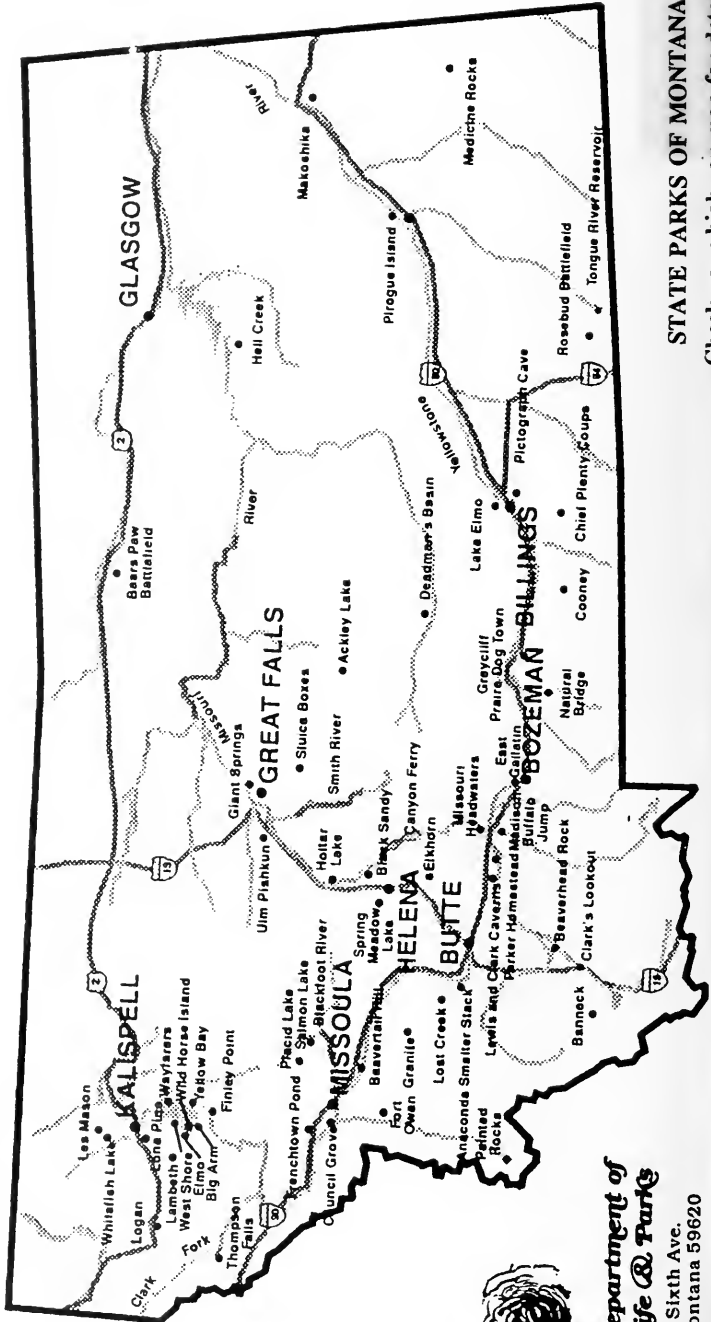 GLASGOW
2
Bears Paw
Battlefield
Hell Creek
River
Makoshika
Medicine Rocks
Pirogue Island
Rosebud Battlefield
Tongue River Reservoir
Yellowstone
Pictograph Cave
Lake Elmo
BILLINGS
Chief Plenty Coups
Cooney
Deadman's Basin
Greycliff
Prairie Dog Town
Natural
Bridge
BOZEMAN
River
Missouri
GREAT FALLS
Giant Springs
Sluice Boxes
Ackley Lake
Smith River
Ulm Pishkun
15
Holter
Lake
Black Sandy
Canyon Ferry
Spring
Meadow
Lake
HELENA
Elkhorn
Missouri
Headwaters
East
Gallatin
Madison
Buffalo
Jump
Parker Homestead
Lewis and Clark Caverns
BUTTE
Beaverhead Rock
Clark's Lookout
Bannack
15
Lost Creek
Anaconda Smelter Stack
Granite
Fort
Owen
Painted
Rocks
Beavertail Hill
MISSOULA
Placid Lake
Salmon Lake
Blackfoot River
Frenchtown Pond
Council Grove
90
Thompson
Falls
Clark
Fork
2
KALISPELL
Les Mason
Whitefish Lake
Logan
Lone Pine
Wayfarers
Lambeth
West Shore
Wild Horse Island
Elmo
Yellow Bay
Big Arm
Finley Point
STATE PARKS OF MONTANA
Sixth Ave.
59620